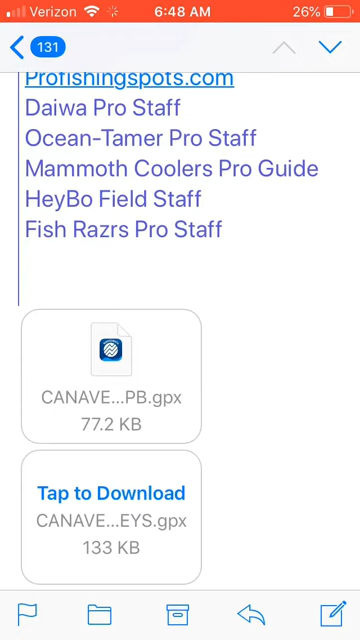 Verizon 6:48 AM 26%
131
Profishingspots.com
Daiwa Pro Staff
Ocean-Tamer Pro Staff
Mammoth Coolers Pro Guide
HeyBo Field Staff
Fish Razrs Pro Staff
CANAVE...PB.gpx
77.2 KB
Tap to Download
CANAVE...EYS.gpx
133 KB